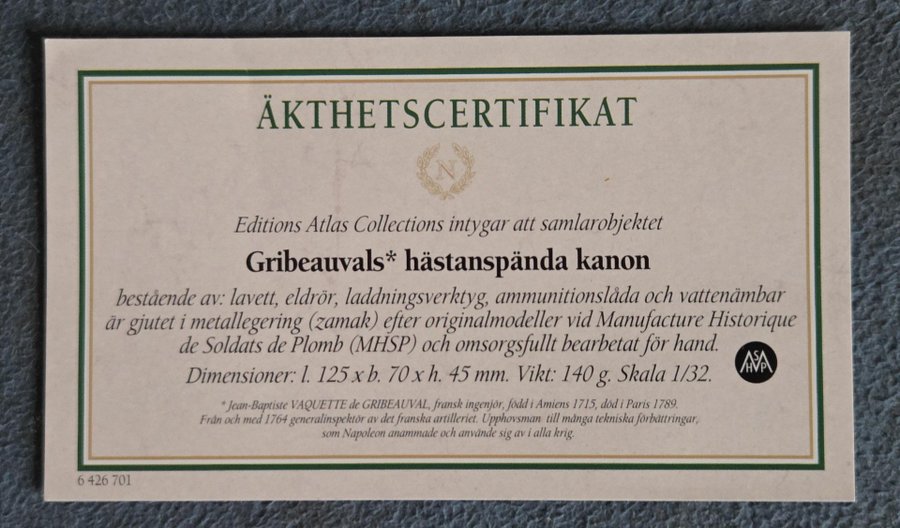 ÄKTHETSCERTIFIKAT
N
Editions Atlas Collections intygar att samlarobjektet
Gribeauvals* hästanspända kanon
bestående av: lavett, eldrör, laddningsverktyg, ammunitionslåda och vattenämbar
är gjutet i metallegering (zamak) efter originalmodeller vid Manufacture Historique
de Soldats de Plomb (MHSP) och omsorgsfullt bearbetat för hand.
Dimensioner: l. 125 x b. 70 x h. 45 mm. Vikt: 140 g. Skala 1/32.
* Jean-Baptiste VAQUETTE de GRIBEAUVAL, fransk ingenjör, född i Amiens 1715, död i Paris 1789.
Från och med 1764 generalinspektör av det franska artilleriet. Upphovsman till många tekniska förbättringar,
som Napoleon anammade och använde sig av i alla krig.
6 426 701